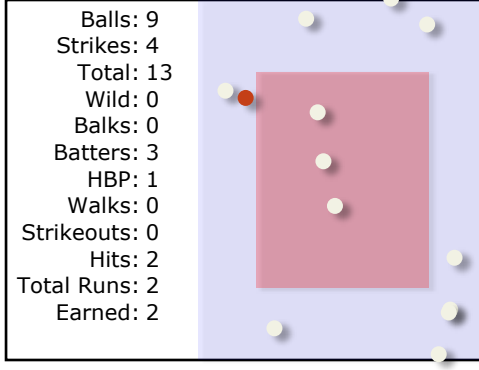 Balls: 9
Strikes: 4
Total: 13
Wild: 0
Balks: 0
Batters: 3
HBP: 1
Walks: 0
Strikeouts: 0
Hits: 2
Total Runs: 2
Earned: 2